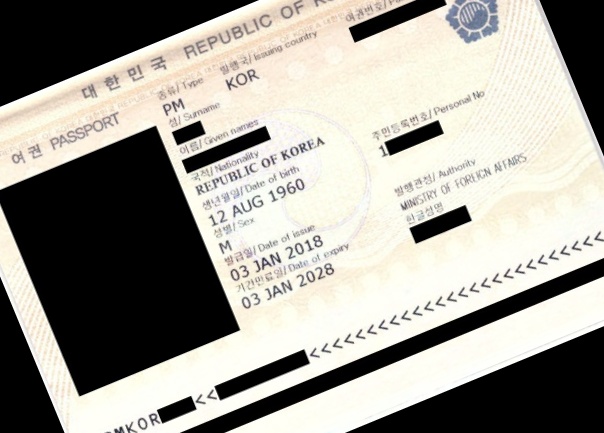 대한민국 REPUBLIC OF
여권 PASSPORT
종류/ Type 발행국/ Issuing country 여권번호/
PM KOR
성/ Surname
이름/ Given names
국적/ Nationality
REPUBLIC OF KOREA
주민등록번호/ Personal No
1
생년월일/ Date of birth
12 AUG 1960
성별/ Sex
M
발행관청/ Authority
MINISTRY OF FOREIGN AFFAIRS
한글성명
발급일/ Date of issue
03 JAN 2018
기간만료일/ Date of expiry
03 JAN 2028
PMKOR <<